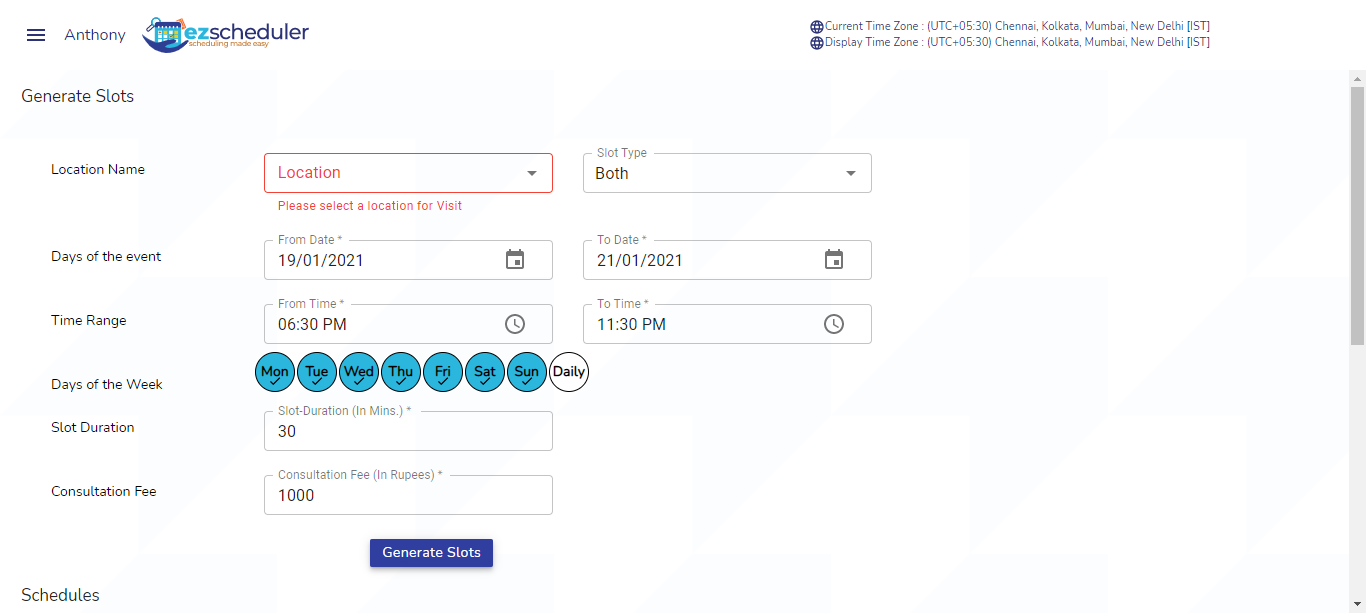 Anthony
ezscheduler
scheduling made easy
Current Time Zone : (UTC+05:30) Chennai, Kolkata, Mumbai, New Delhi [IST]
Display Time Zone : (UTC+05:30) Chennai, Kolkata, Mumbai, New Delhi [IST]
Generate Slots
Location Name
Location
Please select a location for Visit
Slot Type
Both
Days of the event
From Date *
19/01/2021
To Date *
21/01/2021
Time Range
From Time *
06:30 PM
To Time *
11:30 PM
Days of the Week
Mon Tue Wed Thu Fri Sat Sun Daily
Slot Duration
Slot-Duration (In Mins.) *
30
Consultation Fee
Consultation Fee (In Rupees) *
1000
Generate Slots
Schedules